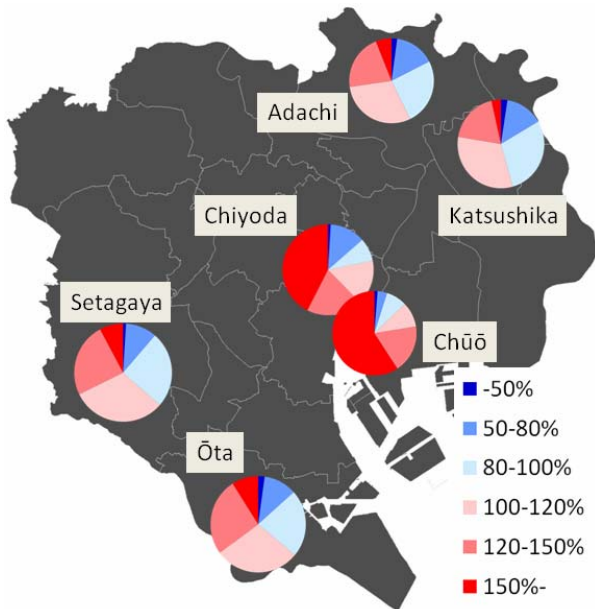 Adachi
Katsushika
Chiyoda
Setagaya
Chūō
Ōta
-50%
50-80%
80-100%
100-120%
120-150%
150%-